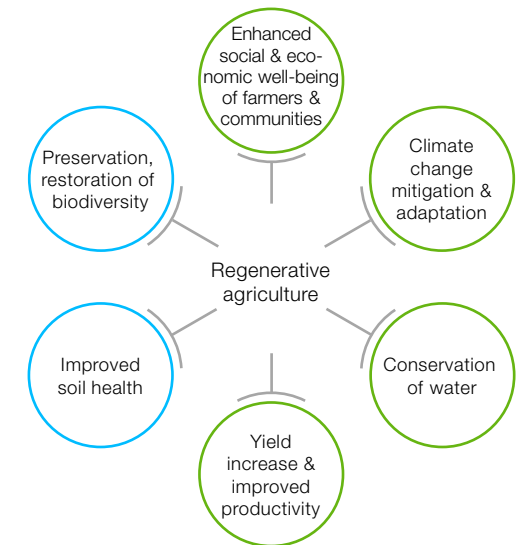 Enhanced
social & eco-
nomic well-being
of farmers &
communities
Preservation,
restoration of
biodiversity
Climate
change
mitigation &
adaptation
Regenerative
agriculture
Improved
soil health
Conservation
of water
Yield
increase &
improved
productivity